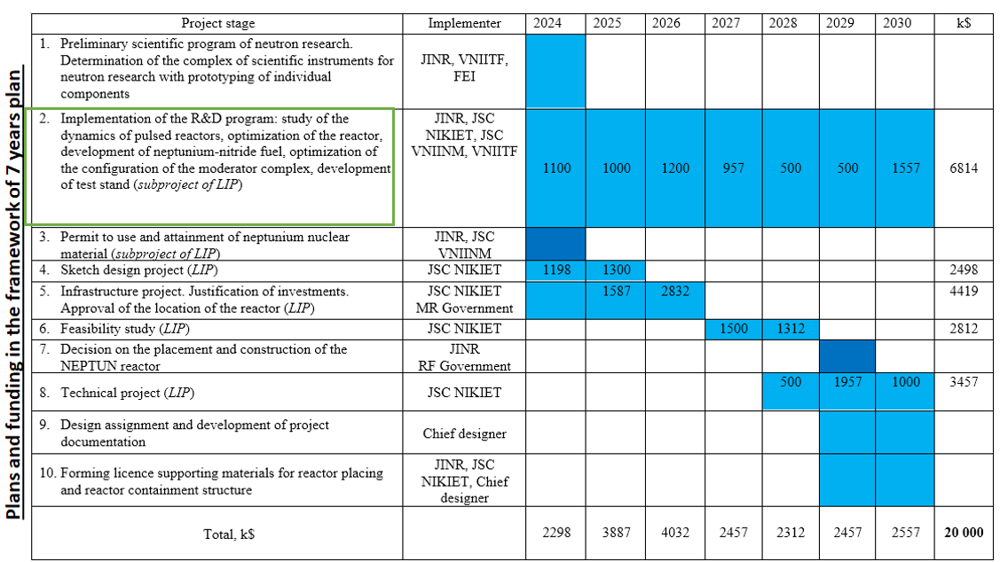 Plans and funding in the framework of 7 years plan
Project stage Implementer 2024 2025 2026 2027 2028 2029 2030 k$
1. Preliminary scientific program of neutron research.
Determination of the complex of scientific instruments for
neutron research with prototyping of individual
components
JINR, VNIITF,
FEI
2. Implementation of the R&D program: study of the
dynamics of pulsed reactors, optimization of the reactor,
development of neptunium-nitride fuel, optimization of
the configuration of the moderator complex, development
of test stand (subproject of LIP)
JINR, JSC
NIKIET, JSC
VNIINM, VNIITF
1100 1000 1200 957 500 500 1557 6814
3. Permit to use and attainment of neptunium nuclear
material (subproject of LIP)
JINR, JSC
VNIINM
4. Sketch design project (LIP) JSC NIKIET 1198 1300 2498
5. Infrastructure project. Justification of investments.
Approval of the location of the reactor (LIP)
JSC NIKIET
MR Government
1587 2832 4419
6. Feasibility study (LIP) JSC NIKIET 1500 1312 2812
7. Decision on the placement and construction of the
NEPTUN reactor
JINR
RF Government
8. Technical project (LIP) JSC NIKIET 500 1957 1000 3457
9. Design assignment and development of project
documentation
Chief designer
10. Forming licence supporting materials for reactor placing
and reactor containment structure
JINR, JSC
NIKIET, Chief
designer
Total, k$ 2298 3887 4032 2457 2312 2457 2557 20 000